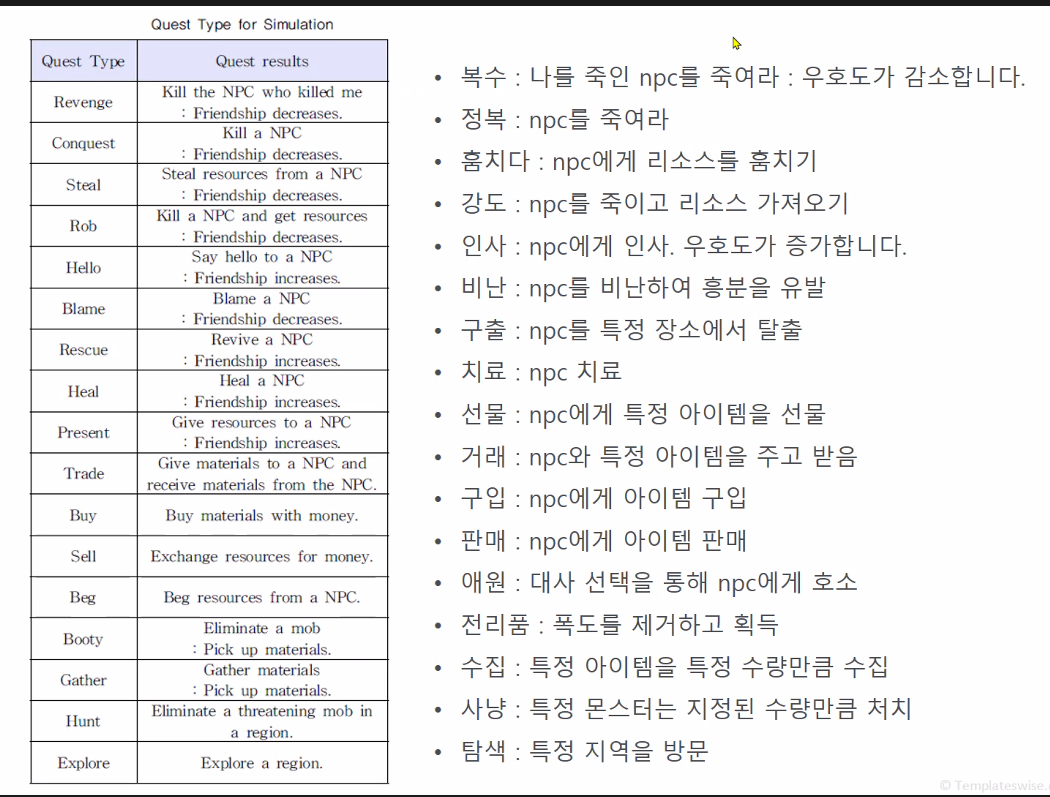 Quest Type for Simulation
Quest Type Quest results
Revenge Kill the NPC who killed me
: Friendship decreases.
Conquest Kill a NPC
: Friendship decreases.
Steal Steal resources from a NPC
: Friendship decreases.
Rob Kill a NPC and get resources
: Friendship decreases.
Hello Say hello to a NPC
: Friendship increases.
Blame Blame a NPC
: Friendship decreases.
Rescue Revive a NPC
: Friendship increases.
Heal Heal a NPC
: Friendship increases.
Present Give resources to a NPC
: Friendship increases.
Trade Give materials to a NPC and
receive materials from the NPC.
Buy Buy materials with money.
Sell Exchange resources for money.
Beg Beg resources from a NPC.
Booty Eliminate a mob
: Pick up materials.
Gather Gather materials
: Pick up materials.
Hunt Eliminate a threatening mob in
a region.
Explore Explore a region.
• 복수 : 나를 죽인 npc를 죽여라 : 우호도가 감소합니다.
• 정복 : npc를 죽여라
• 훔치다 : npc에게 리소스를 훔치기
• 강도 : npc를 죽이고 리소스 가져오기
• 인사 : npc에게 인사. 우호도가 증가합니다.
• 비난 : npc를 비난하여 흥분을 유발
• 구출 : npc를 특정 장소에서 탈출
• 치료 : npc 치료
• 선물 : npc에게 특정 아이템을 선물
• 거래 : npc와 특정 아이템을 주고 받음
• 구입 : npc에게 아이템 구입
• 판매 : npc에게 아이템 판매
• 애원 : 대사 선택을 통해 npc에게 호소
• 전리품 : 폭도를 제거하고 획득
• 수집 : 특정 아이템을 특정 수량만큼 수집
• 사냥 : 특정 몬스터는 지정된 수량만큼 처치
• 탐색 : 특정 지역을 방문
© Templateswise.